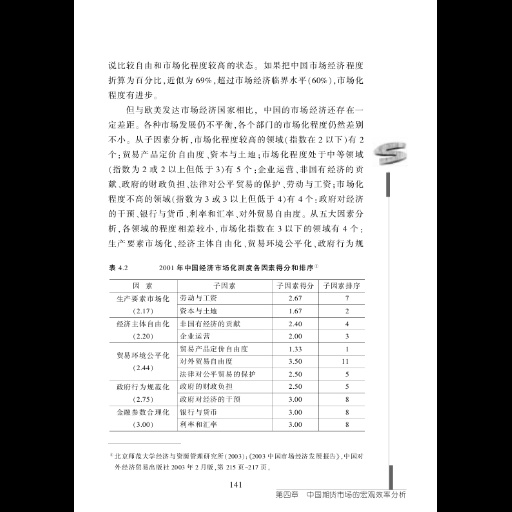 说比较自由和市场化程度较高的状态。如果把中国市场经济程度
折算为百分比,近似为 69%,超过市场经济临界水平(60%),市场化
程度有进步。
但与欧美发达市场经济国家相比，中国的市场经济还存在一
定差距。各种市场发展仍不平衡,各个部门的市场化程度仍然差别
不小。从子因素分析,市场化程度较高的领域(指数在 2 以下)有 2
个:贸易产品定价自由度、资本与土地;市场化程度处于中等领域
(指数为 2 或 2 以上但低于 3)有 5 个:企业运营、非国有经济的贡
献、政府的财政负担、法律对公平贸易的保护、劳动与工资;市场化
程度不高的领域(指数为 3 或 3 以上但低于 4)有 4 个:政府对经济
的干预、银行与货币、利率和汇率、对外贸易自由度。从五大因素分
析,各领域的程度相差较小,市场化指数在 3 以下的领域有 4 个:
生产要素市场化、经济主体自由化、贸易环境公平化、政府行为规
表 4.2 2001 年中国经济市场化测度各因素得分和排序①
因 素 子因素 子因素得分 子因素排序
生产要素市场化 劳动与工资 2.67 7
(2.17) 资本与土地 1.67 2
经济主体自由化 非国有经济的贡献 2.40 4
(2.20) 企业运营 2.00 3
贸易产品定价自由度 1.33 1
贸易环境公平化 对外贸易自由度 3.50 11
(2.44) 法律对公平贸易的保护 2.50 5
政府行为规范化 政府的财政负担 2.50 5
(2.75) 政府对经济的干预 3.00 8
金融参数合理化 银行与货币 3.00 8
(3.00) 利率和汇率 3.00 8
① 北京师范大学经济与资源管理研究所(2003):《2003 中国市场经济发展报告》,中国对
外经济贸易出版社 2003 年 2 月版,第 215 页-217 页。
141
第四章 中国期货市场的宏观效率分析